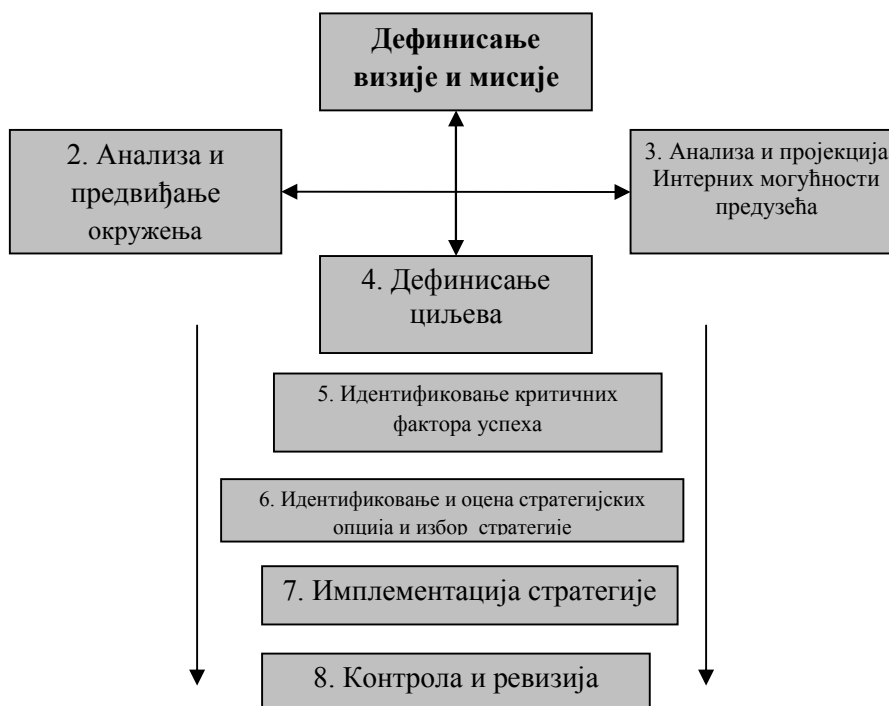 Дефинисање
визије и мисије
2. Анализа и
предвиђање
окружења
3. Анализа и пројекција
Интерних могућности
предузећа
4. Дефинисање
циљева
5. Идентификовање критичних
фактора успеха
6. Идентификовање и оцена стратегијских
опција и избор стратегије
7. Имплементација стратегије
8. Контрола и ревизија